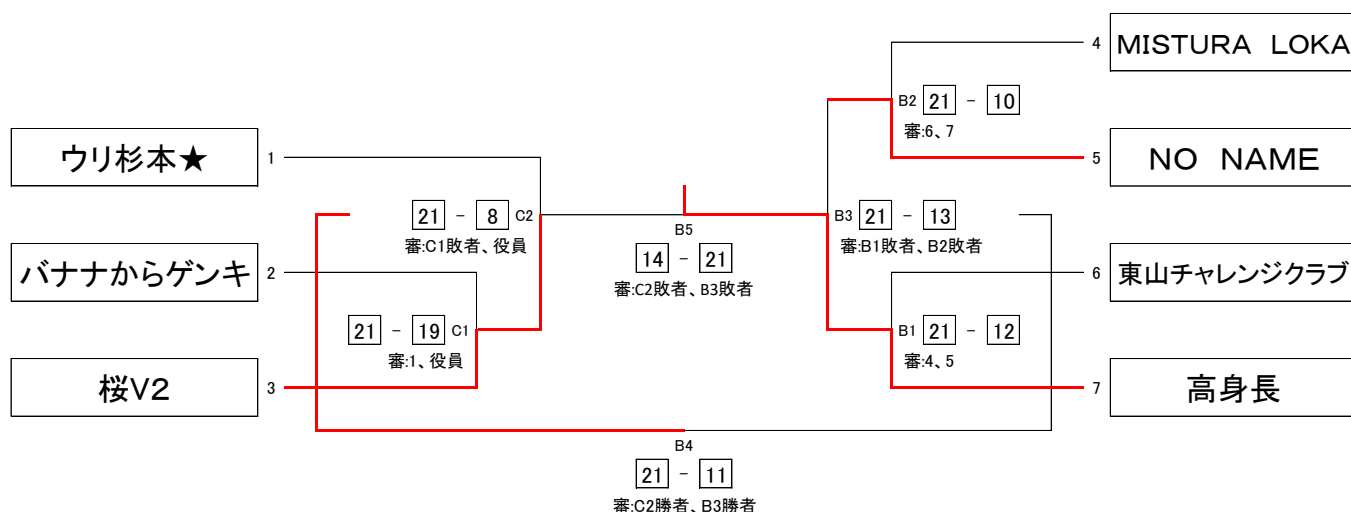 4 MISTURA LOKA
B2 21 - 10
審:6、7
ウリ杉本★ 1
5 NO NAME
21 - 8 C2
審:C1敗者、役員
B5
14 - 21
審:C2敗者、B3敗者
B3 21 - 13
審:B1敗者、B2敗者
バナナからゲンキ 2
6 東山チャレンジクラブ
21 - 19 C1
審:1、役員
B1 21 - 12
審:4、5
桜V2 3
7 高身長
B4
21 - 11
審:C2勝者、B3勝者